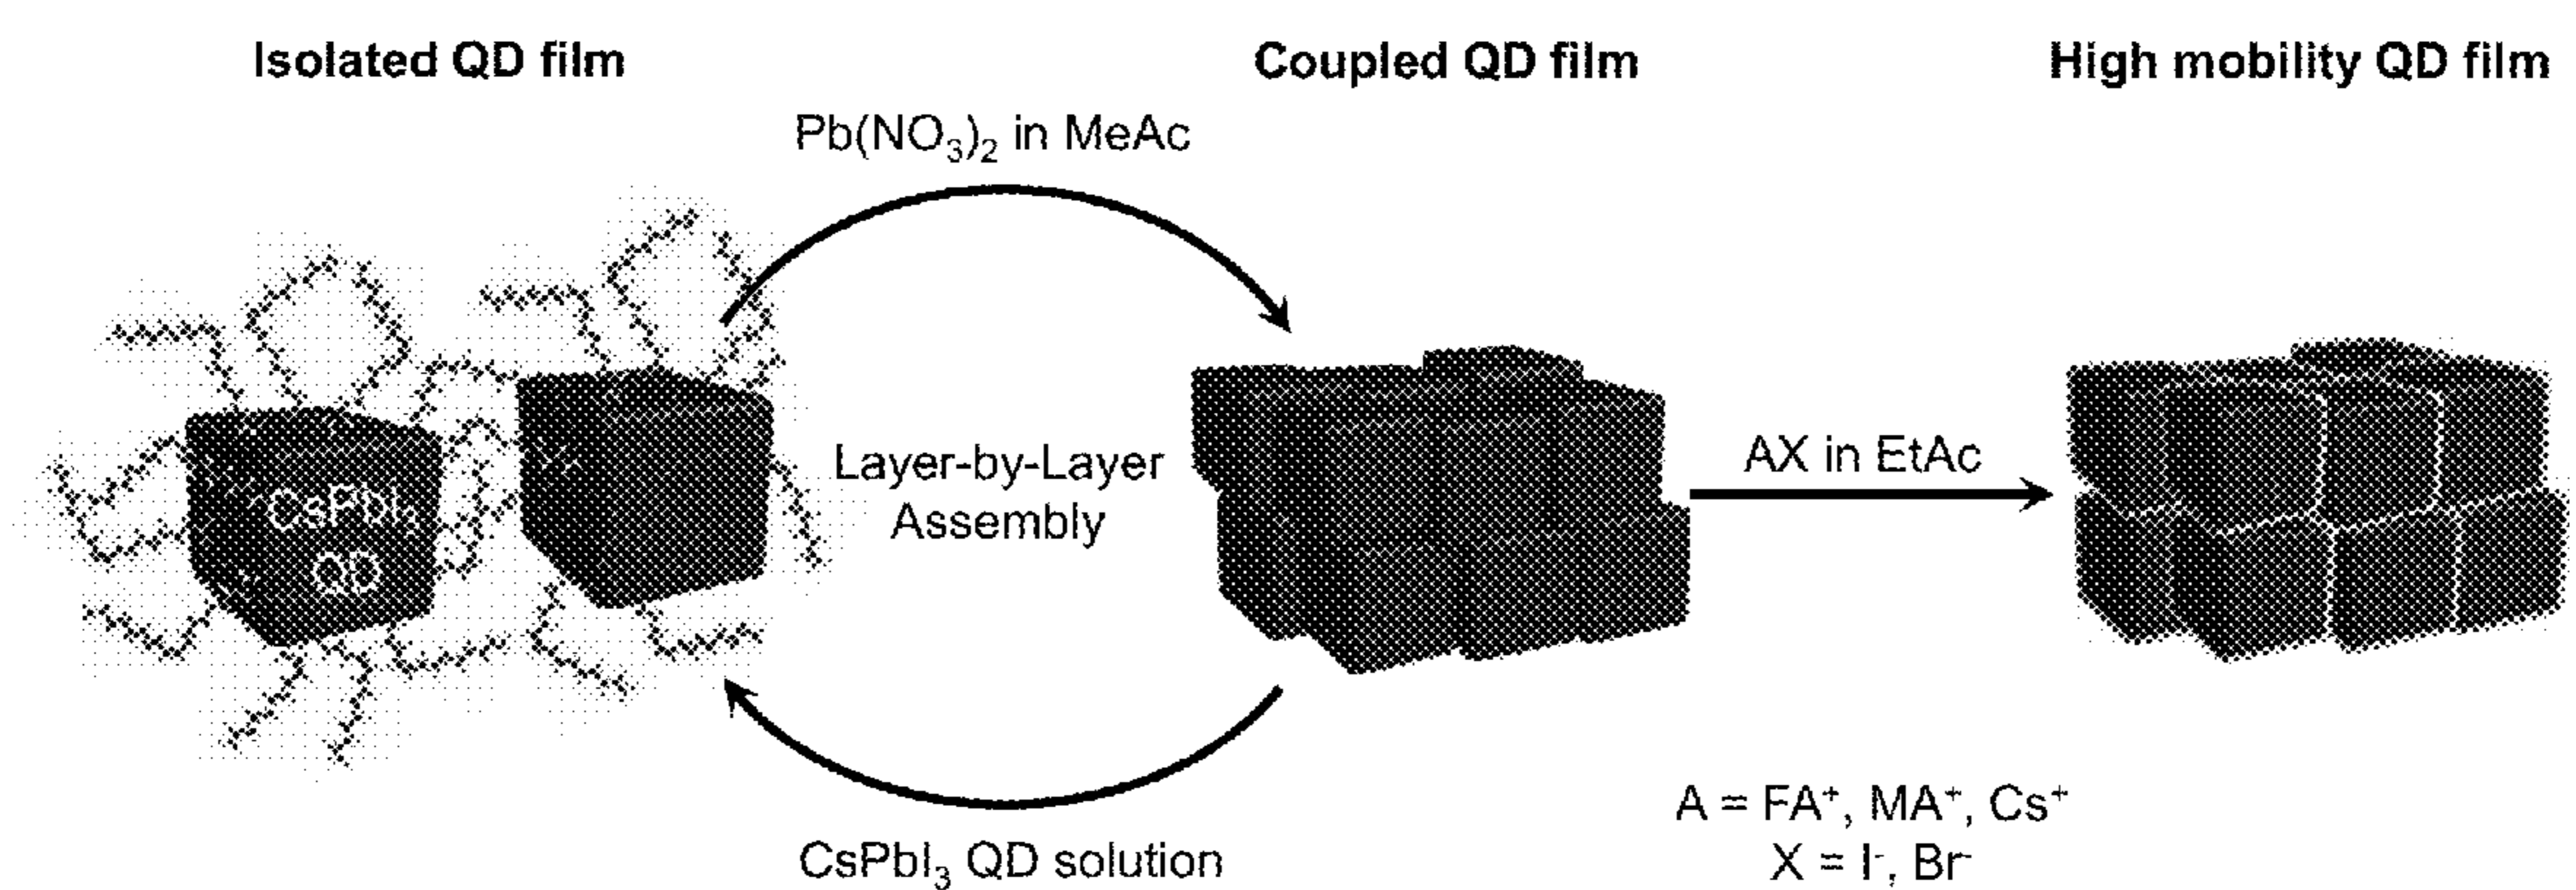 Isolated QD film
Coupled QD film
High mobility QD film
Pb(NO₃)₂ in MeAc
CsPbI₃
QD
Layer-by-Layer
Assembly
AX in EtAc
CsPbI₃ QD solution
A = FA⁺, MA⁺, Cs⁺
X = I⁻, Br⁻